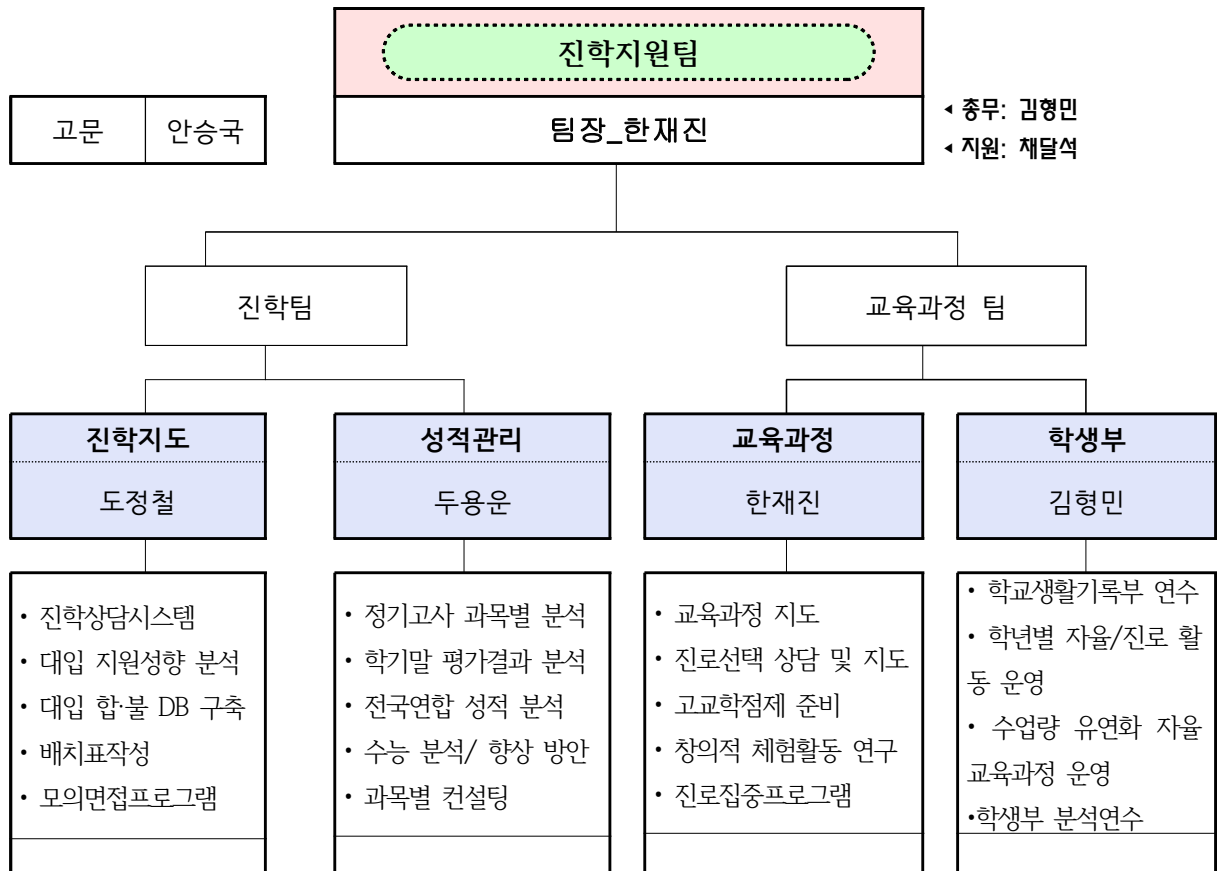 진학지원팀
고문 안승국
팀장_한재진
◂ 총무: 김형민
◂ 지원: 채달석
진학팀
교육과정 팀
진학지도
도정철
성적관리
두용운
교육과정
한재진
학생부
김형민
• 진학상담시스템
• 대입 지원성향 분석
• 대입 합·불 DB 구축
• 배치표작성
• 모의면접프로그램
• 정기고사 과목별 분석
• 학기말 평가결과 분석
• 전국연합 성적 분석
• 수능 분석/ 향상 방안
• 과목별 컨설팅
• 교육과정 지도
• 진로선택 상담 및 지도
• 고교학점제 준비
• 창의적 체험활동 연구
• 진로집중프로그램
• 학교생활기록부 연수
• 학년별 자율/진로 활
동 운영
• 수업량 유연화 자율
교육과정 운영
•학생부 분석연수